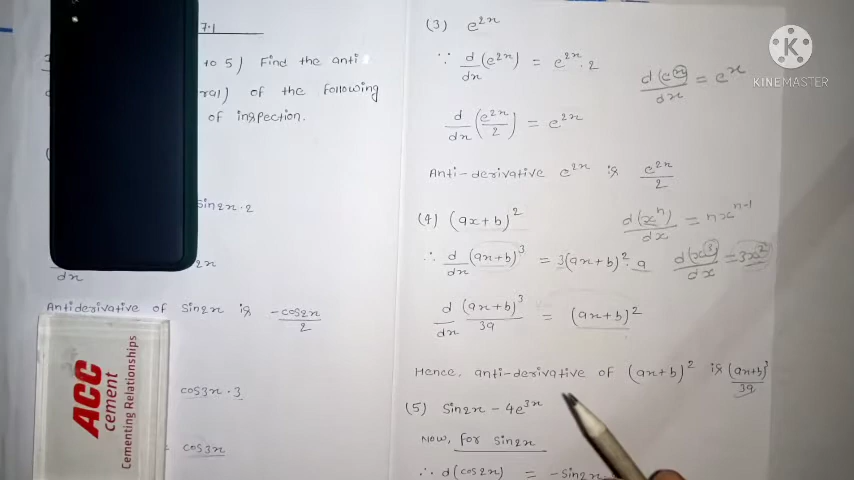 7.1
to 5) Find the anti
ral) of the following
of inspection.
sin2x·2
2x
dx
Antiderivative of sin2x is -cos2x/2
cos3x·3
= cos3x
ACC
cement
Cementing Relationships
(3) e^2x
∵ d/dx (e^2x) = e^2x·2
d(e^x)/dx = e^x
d/dx (e^2x/2) = e^2x
Anti-derivative e^2x is e^2x/2
(4) (ax+b)^2
d(x^n)/dx = nx^n-1
∴ d/dx (ax+b)^3 = 3(ax+b)^2·a
d(x^3)/dx = 3x^2
d/dx (ax+b)^3/3a = (ax+b)^2
Hence, anti-derivative of (ax+b)^2 is (ax+b)^3/3a
(5) Sin2x - 4e^3x
Now, for sin2x
∴ d(cos2x) = -sin2x
K
KINEMASTER